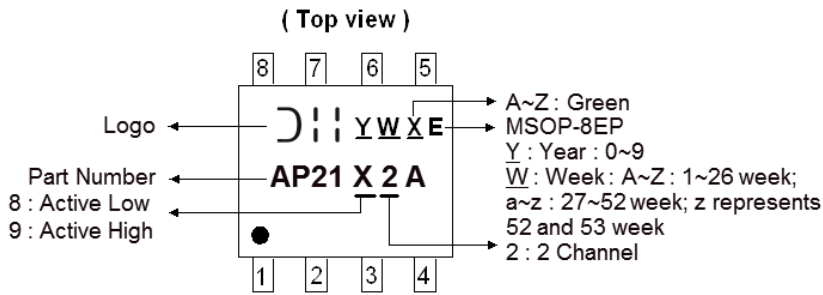 ( Top view )
8 7 6 5
A~Z : Green
Logo
Y W X E
MSOP-8EP
Y : Year : 0~9
Part Number
AP21 X 2 A
W : Week : A~Z : 1~26 week;
8 : Active Low
a~z : 27~52 week; z represents
9 : Active High
52 and 53 week
2 : 2 Channel
1 2 3 4